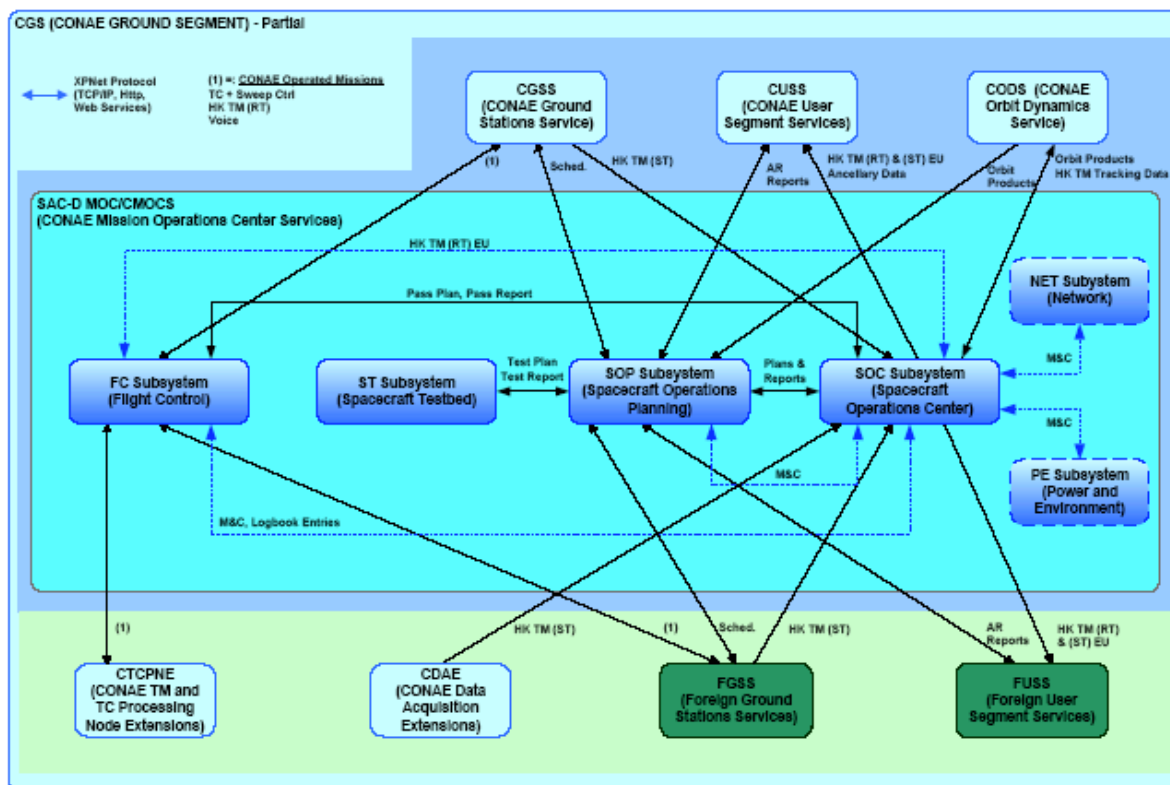 CGS (CONAE GROUND SEGMENT) - Partial
XPNet Protocol
(TCP/IP, Http,
Web Services)
(1) =: CONAE Operated Missions
TC + Sweep Ctrl
HK TM (RT)
Voice
CGSS
(CONAE Ground
Stations Service)
CUSS
(CONAE User
Segment Services)
CODS (CONAE
Orbit Dynamics
Service)
(1)
Sched.
HK TM (ST)
AR
Reports
HK TM (RT) & (ST) EU
Ancillary Data
Orbit
Products
Orbit Products
HK TM Tracking Data
SAC-D MOC/CMOCS
(CONAE Mission Operations Center Services)
HK TM (RT) EU
Pass Plan, Pass Report
NET Subystem
(Network)
M&C
FC Subsystem
(Flight Control)
ST Subsystem
(Spacecraft Testbed)
Test Plan
Test Report
SOP Subsystem
(Spacecraft Operations
Planning)
Plans &
Reports
SOC Subsystem
(Spacecraft
Operations Center)
M&C
M&C
PE Subsystem
(Power and
Environment)
M&C, Logbook Entries
(1)
HK TM (ST)
(1)
Sched.
HK TM (ST)
AR
Reports
HK TM (RT)
& (ST) EU
CTCPNE
(CONAE TM and
TC Processing
Node Extensions)
CDAE
(CONAE Data
Acquisition
Extensions)
FGSS
(Foreign Ground
Stations Services)
FUSS
(Foreign User
Segment Services)